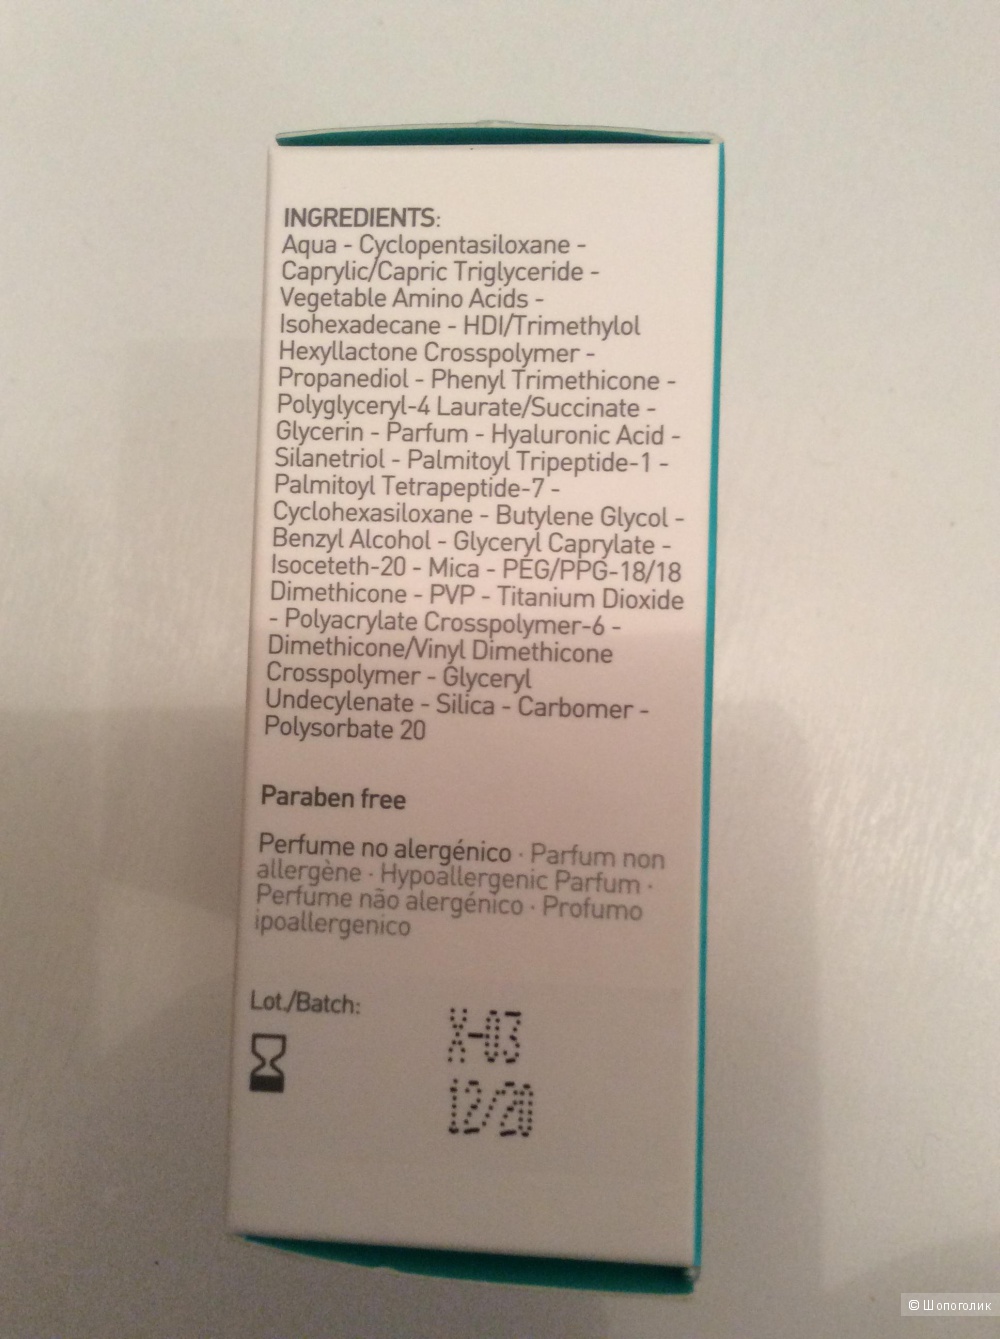 INGREDIENTS:
Aqua - Cyclopentasiloxane -
Caprylic/Capric Triglyceride -
Vegetable Amino Acids -
Isohexadecane - HDI/Trimethylol
Hexyllactone Crosspolymer -
Propanediol - Phenyl Trimethicone -
Polyglyceryl-4 Laurate/Succinate -
Glycerin - Parfum - Hyaluronic Acid -
Silanetriol - Palmitoyl Tripeptide-1 -
Palmitoyl Tetrapeptide-7 -
Cyclohexasiloxane - Butylene Glycol -
Benzyl Alcohol - Glyceryl Caprylate -
Isoceteth-20 - Mica - PEG/PPG-18/18
Dimethicone - PVP - Titanium Dioxide
- Polyacrylate Crosspolymer-6 -
Dimethicone/Vinyl Dimethicone
Crosspolymer - Glyceryl
Undecylenate - Silica - Carbomer -
Polysorbate 20
Paraben free
Perfume no alergénico · Parfum non
allergène · Hypoallergenic Parfum ·
Perfume não alergénico · Profumo
ipoallergenico
Lot./Batch:
X-03
12/20
© Шопоголик